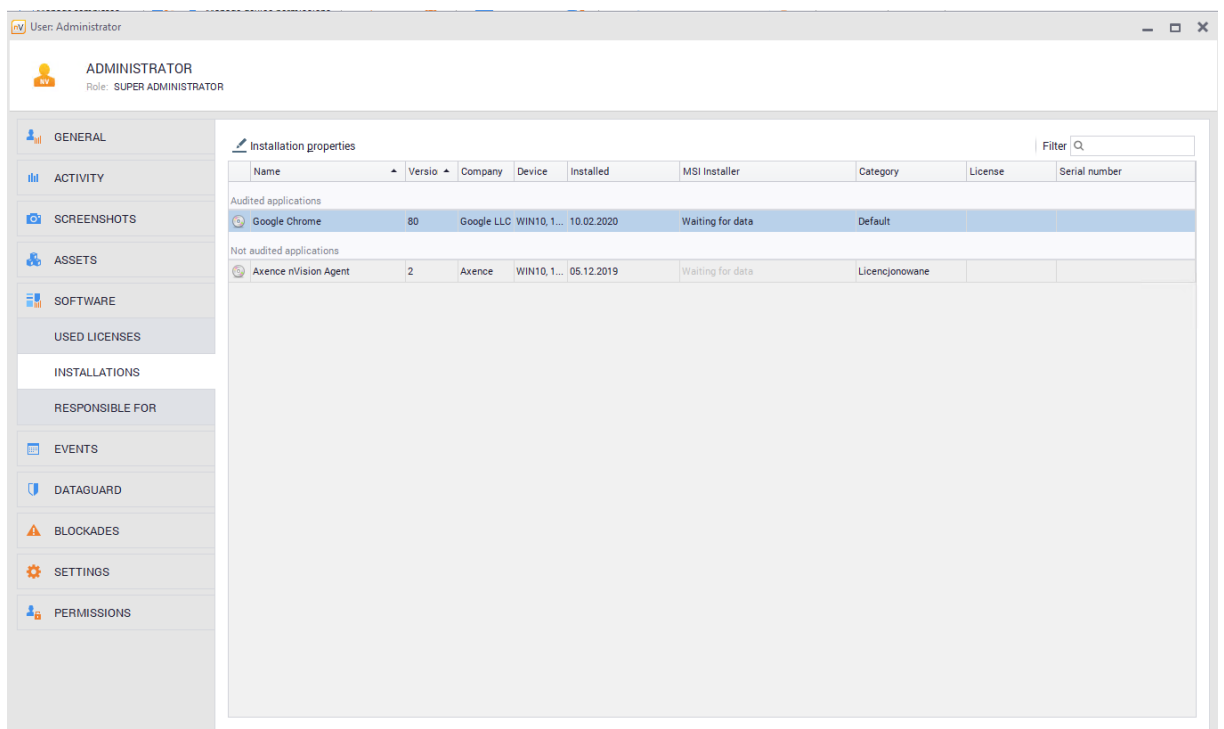 nV User: Administrator
ADMINISTRATOR
NV
Role: SUPER ADMINISTRATOR
GENERAL
ACTIVITY
SCREENSHOTS
ASSETS
SOFTWARE
USED LICENSES
INSTALLATIONS
RESPONSIBLE FOR
EVENTS
DATAGUARD
BLOCKADES
SETTINGS
PERMISSIONS
Installation properties Filter
Name Versio Company Device Installed MSI Installer Category License Serial number
Audited applications
Google Chrome 80 Google LLC WIN10, 1... 10.02.2020 Waiting for data Default
Not audited applications
Axence nVision Agent 2 Axence WIN10, 1... 05.12.2019 Waiting for data Licencjonowane